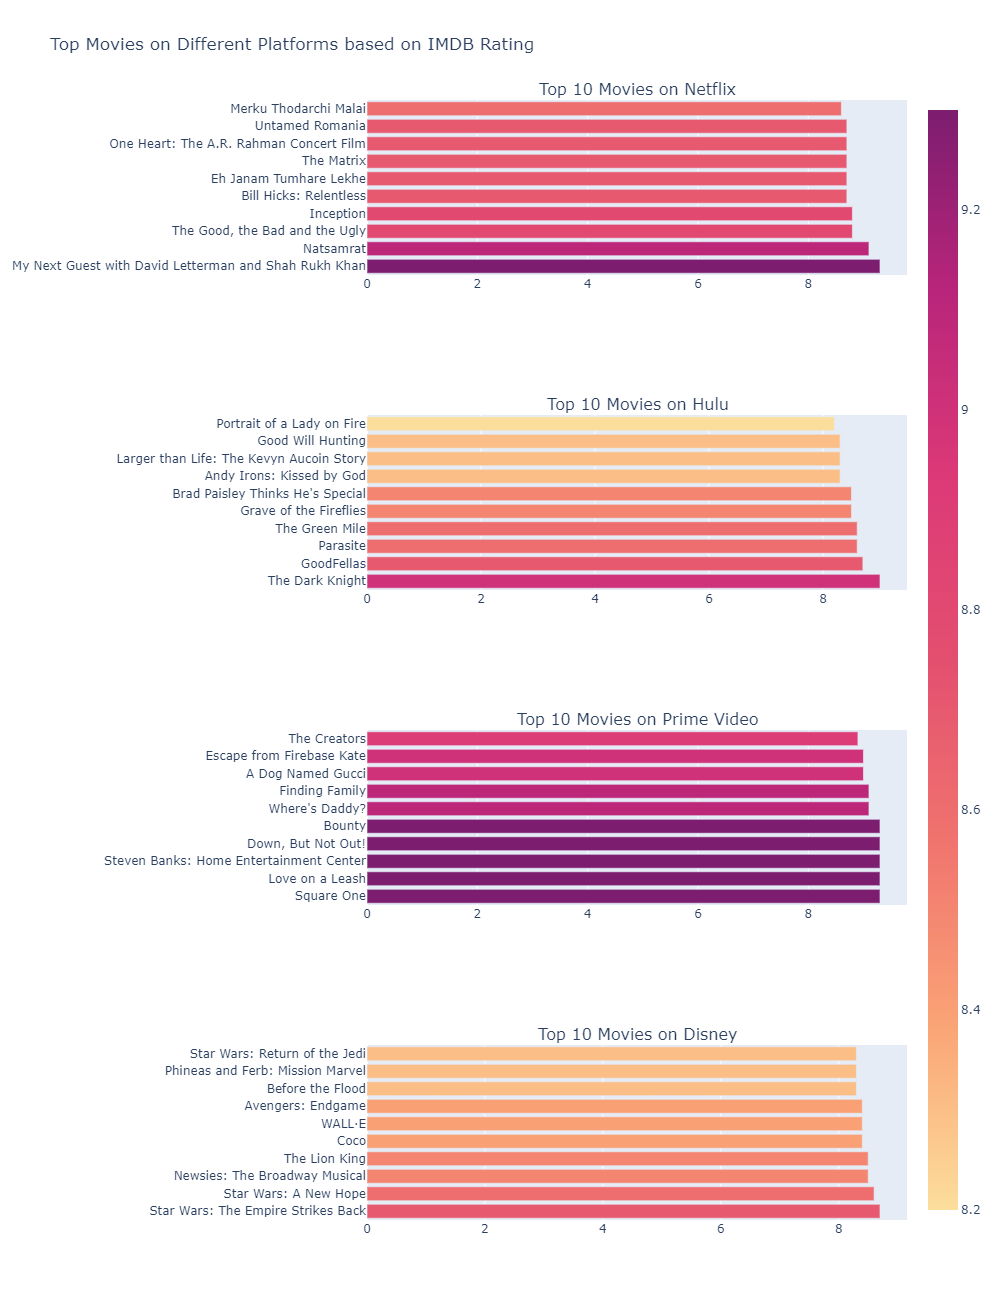 Top Movies on Different Platforms based on IMDB Rating
Top 10 Movies on Netflix
Merku Thodarchi Malai
Untamed Romania
One Heart: The A.R. Rahman Concert Film
The Matrix
Eh Janam Tumhare Lekhe
Bill Hicks: Relentless
Inception
The Good, the Bad and the Ugly
Natsamrat
My Next Guest with David Letterman and Shah Rukh Khan
0 2 4 6 8
Top 10 Movies on Hulu
Portrait of a Lady on Fire
Good Will Hunting
Larger than Life: The Kevyn Aucoin Story
Andy Irons: Kissed by God
Brad Paisley Thinks He's Special
Grave of the Fireflies
The Green Mile
Parasite
GoodFellas
The Dark Knight
0 2 4 6 8
Top 10 Movies on Prime Video
The Creators
Escape from Firebase Kate
A Dog Named Gucci
Finding Family
Where's Daddy?
Bounty
Down, But Not Out!
Steven Banks: Home Entertainment Center
Love on a Leash
Square One
0 2 4 6 8
Top 10 Movies on Disney
Star Wars: Return of the Jedi
Phineas and Ferb: Mission Marvel
Before the Flood
Avengers: Endgame
WALL·E
Coco
The Lion King
Newsies: The Broadway Musical
Star Wars: A New Hope
Star Wars: The Empire Strikes Back
0 2 4 6 8
9.2
9
8.8
8.6
8.4
8.2